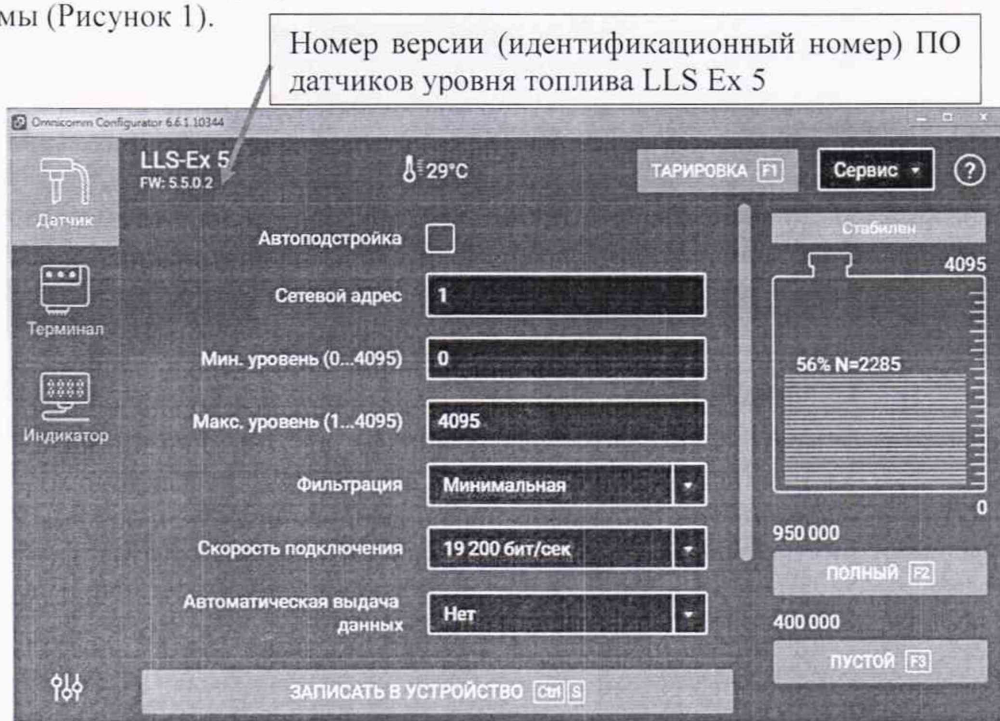 мы (Рисунок 1).
Номер версии (идентификационный номер) ПО
датчиков уровня топлива LLS Ex 5
Omnicomm Configurator 6.6.1.10344
LLS-Ex 5
FW: 5.5.0.2
29°C
ТАРИРОВКА F1
Сервис
?
Датчик
Терминал
Индикатор
Автоподстройка
Сетевой адрес 1
Мин. уровень (0...4095) 0
Макс. уровень (1...4095) 4095
Фильтрация Минимальная
Скорость подключения 19 200 бит/сек
Автоматическая выдача
данных
Нет
ЗАПИСАТЬ В УСТРОЙСТВО Ctrl S
Стабилен
4095
56% N=2285
0
950 000
ПОЛНЫЙ F2
400 000
ПУСТОЙ F3